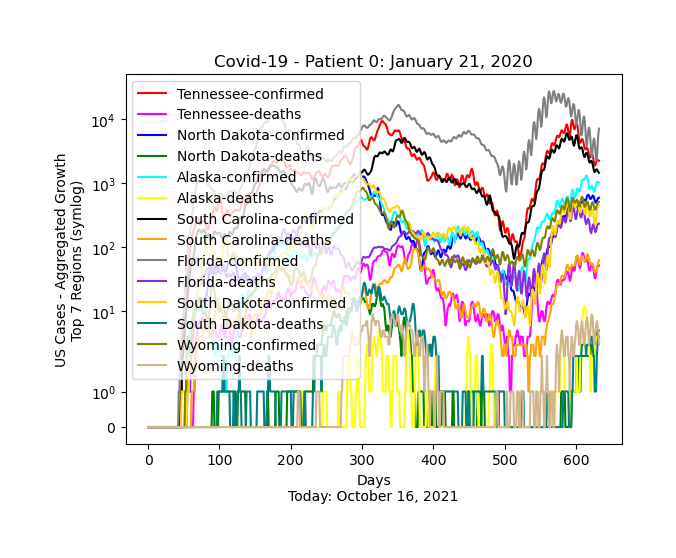 Covid-19 - Patient 0: January 21, 2020
US Cases - Aggregated Growth
Top 7 Regions (symlog)
10^4
10^3
10^2
10^1
10^0
0
Tennessee-confirmed
Tennessee-deaths
North Dakota-confirmed
North Dakota-deaths
Alaska-confirmed
Alaska-deaths
South Carolina-confirmed
South Carolina-deaths
Florida-confirmed
Florida-deaths
South Dakota-confirmed
South Dakota-deaths
Wyoming-confirmed
Wyoming-deaths
0 100 200 300 400 500 600
Days
Today: October 16, 2021